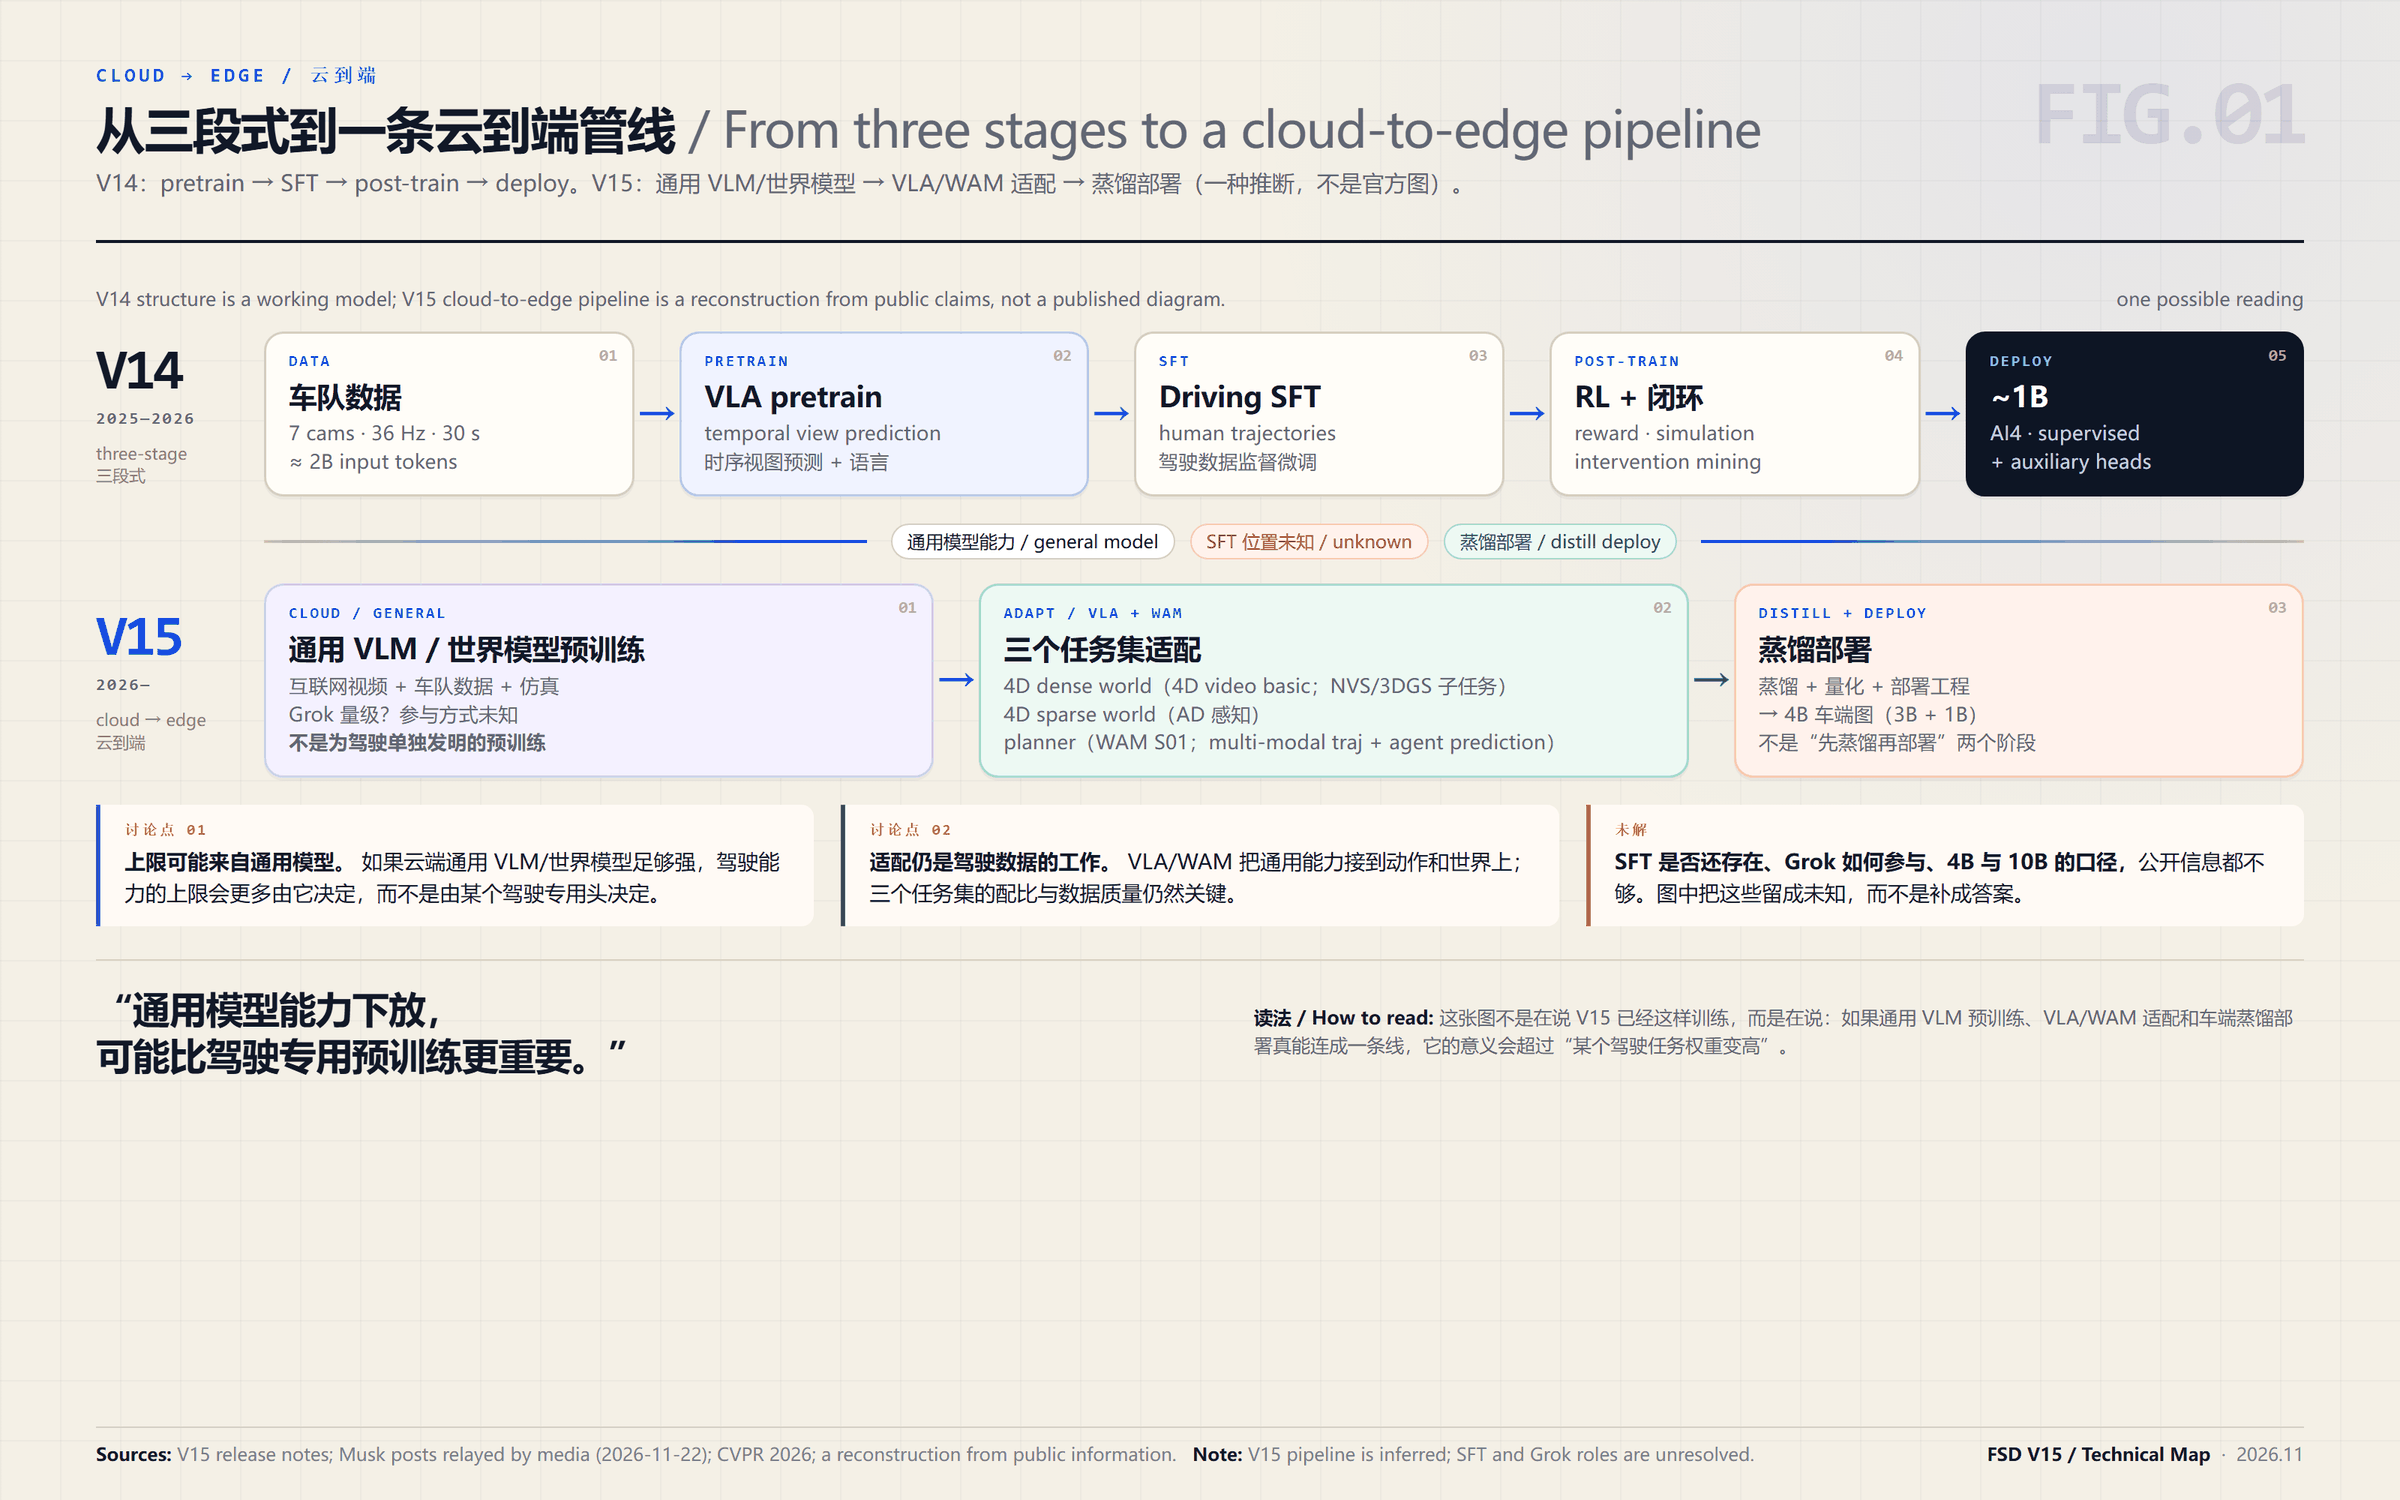 CLOUD → EDGE / 云到端
FIG.01
从三段式到一条云到端管线 / From three stages to a cloud-to-edge pipeline
V14：pretrain → SFT → post-train → deploy。V15：通用 VLM/世界模型 → VLA/WAM 适配 → 蒸馏部署（一种推断，不是官方图）。
V14 structure is a working model; V15 cloud-to-edge pipeline is a reconstruction from public claims, not a published diagram.
one possible reading
V14
2025–2026
three-stage
三段式
DATA
01
车队数据
7 cams · 36 Hz · 30 s
≈ 2B input tokens
→
PRETRAIN
02
VLA pretrain
temporal view prediction
时序视图预测 + 语言
→
SFT
03
Driving SFT
human trajectories
驾驶数据监督微调
→
POST-TRAIN
04
RL + 闭环
reward · simulation
intervention mining
→
DEPLOY
05
~1B
AI4 · supervised
+ auxiliary heads
通用模型能力 / general model
SFT 位置未知 / unknown
蒸馏部署 / distill deploy
V15
2026–
cloud → edge
云到端
CLOUD / GENERAL
01
通用 VLM / 世界模型预训练
互联网视频 + 车队数据 + 仿真
Grok 量级？参与方式未知
不是为驾驶单独发明的预训练
→
ADAPT / VLA + WAM
02
三个任务集适配
4D dense world（4D video basic；NVS/3DGS 子任务）
4D sparse world（AD 感知）
planner（WAM S01；multi-modal traj + agent prediction）
→
DISTILL + DEPLOY
03
蒸馏部署
蒸馏 + 量化 + 部署工程
→ 4B 车端图（3B + 1B）
不是“先蒸馏再部署”两个阶段
讨论点 01
上限可能来自通用模型。 如果云端通用 VLM/世界模型足够强，驾驶能
力的上限会更多由它决定，而不是由某个驾驶专用头决定。
讨论点 02
适配仍是驾驶数据的工作。 VLA/WAM 把通用能力接到动作和世界上；
三个任务集的配比与数据质量仍然关键。
未解
SFT 是否还存在、Grok 如何参与、4B 与 10B 的口径，公开信息都不
够。图中把这些留成未知，而不是补成答案。
“通用模型能力下放，
可能比驾驶专用预训练更重要。”
读法 / How to read: 这张图不是在说 V15 已经这样训练，而是在说：如果通用 VLM 预训练、VLA/WAM 适配和车端蒸馏部
署真能连成一条线，它的意义会超过“某个驾驶任务权重变高”。
Sources: V15 release notes; Musk posts relayed by media (2026-11-22); CVPR 2026; a reconstruction from public information. Note: V15 pipeline is inferred; SFT and Grok roles are unresolved.
FSD V15 / Technical Map · 2026.11